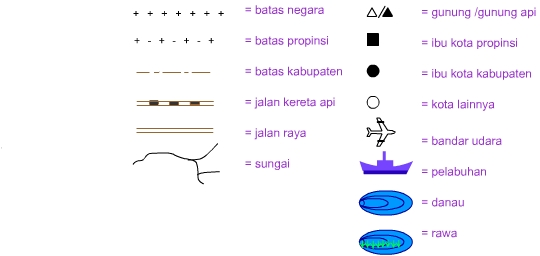 = batas negara
= batas propinsi
= batas kabupaten
= jalan kereta api
= jalan raya
= sungai
= gunung /gunung api
= ibu kota propinsi
= ibu kota kabupaten
= kota lainnya
= bandar udara
= pelabuhan
= danau
= rawa